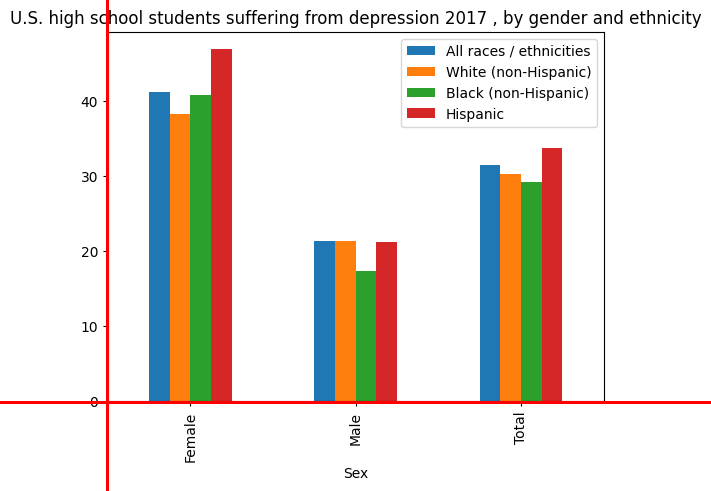 U.S. high school students suffering from depression 2017 , by gender and ethnicity
All races / ethnicities
White (non-Hispanic)
Black (non-Hispanic)
Hispanic
40
30
20
10
0
Female
Male
Total
Sex